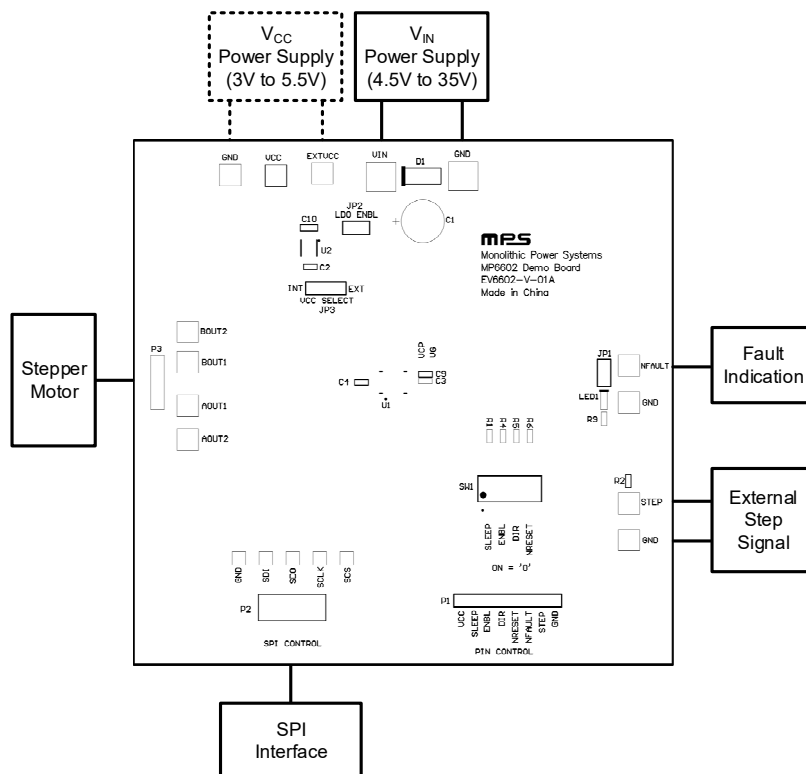 VCC
Power Supply
(3V to 5.5V)
VIN
Power Supply
(4.5V to 35V)
GND
VCC
EXTVCC
VIN
D1
GND
JP2
LDO ENBL
C10
U2
C2
+
C1
mps
Monolithic Power Systems
MP6602 Demo Board
EV6602-V-01A
Made in China
INT
EXT
VCC SELECT
JP3
Stepper
Motor
P3
BOUT2
BOUT1
AOUT1
AOUT2
VCP
VG
C4
C9
C3
U1
JP1
NFAULT
LED1
GND
R9
Fault
Indication
R1
R4
R5
R6
SW1
SLEEP
ENBL
DIR
NRESET
ON = '0'
R2
STEP
GND
External
Step
Signal
GND
SDI
SDO
SCLK
SCS
P2
SPI CONTROL
P1
VCC
SLEEP
ENBL
DIR
NRESET
NFAULT
STEP
GND
PIN CONTROL
SPI
Interface